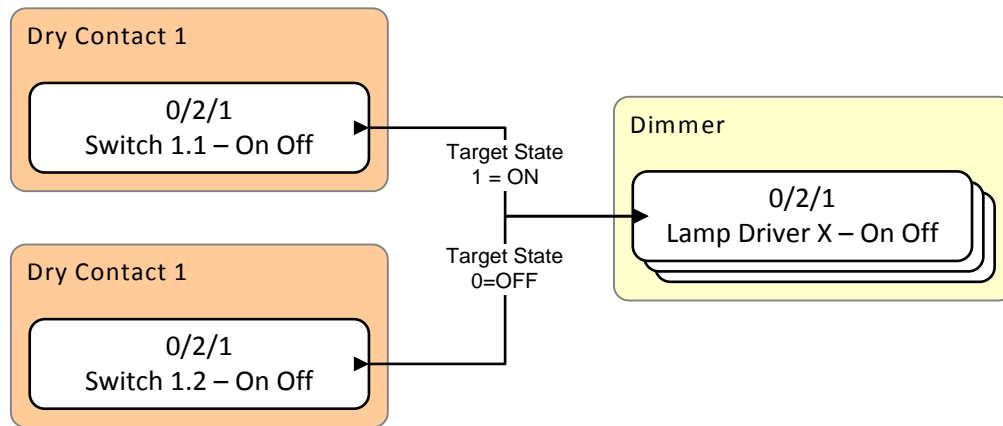 Dry Contact 1
0/2/1
Switch 1.1 – On Off
Target State
1 = ON
Dimmer
0/2/1
Lamp Driver X – On Off
Target State
0=OFF
Dry Contact 1
0/2/1
Switch 1.2 – On Off